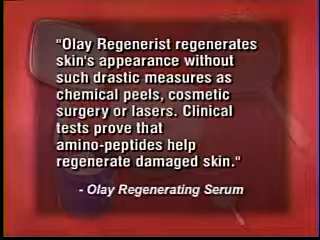 "Olay Regenerist regenerates
skin's appearance without
such drastic measures as
chemical peels, cosmetic
surgery or lasers. Clinical
tests prove that
amino-peptides help
regenerate damaged skin."
- Olay Regenerating Serum